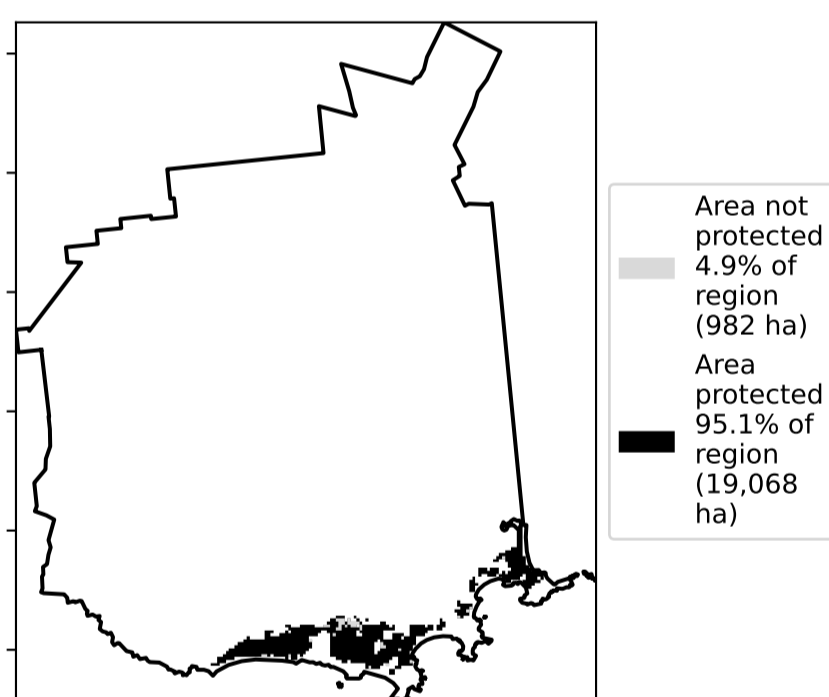 Area not
protected
4.9% of
region
(982 ha)
Area
protected
95.1% of
region
(19,068
ha)